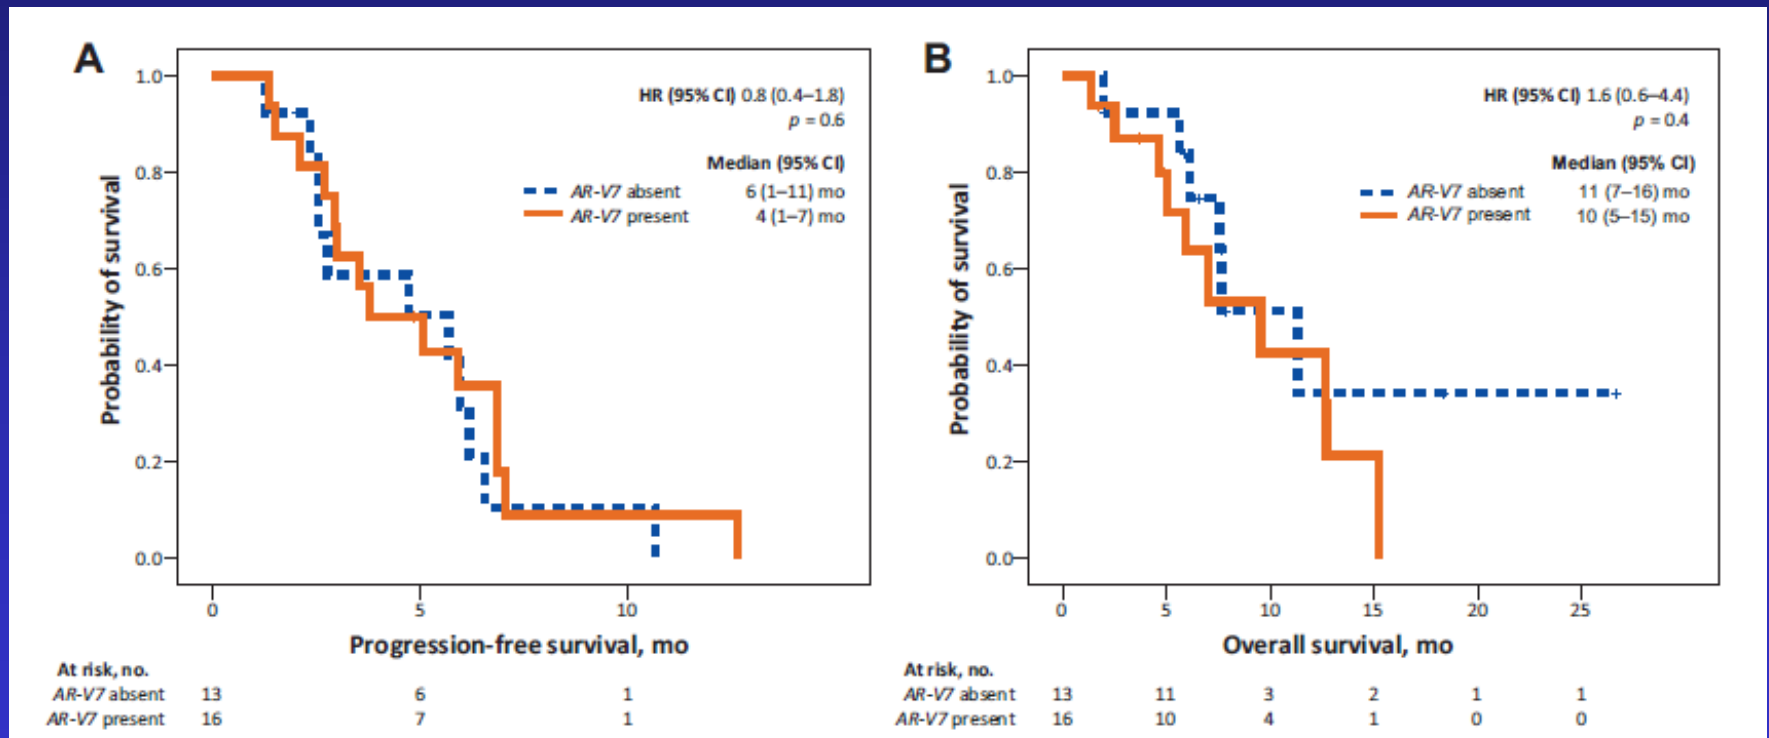 A
HR (95% CI) 0.8 (0.4–1.8)
p = 0.6
Median (95% CI)
AR-V7 absent 6 (1–11) mo
AR-V7 present 4 (1–7) mo
Probability of survival
1.0
0.8
0.6
0.4
0.2
0.0
0 5 10
Progression-free survival, mo
At risk, no.
AR-V7 absent 13 6 1
AR-V7 present 16 7 1
B
HR (95% CI) 1.6 (0.6–4.4)
p = 0.4
Median (95% CI)
AR-V7 absent 11 (7–16) mo
AR-V7 present 10 (5–15) mo
Probability of survival
1.0
0.8
0.6
0.4
0.2
0.0
0 5 10 15 20 25
Overall survival, mo
At risk, no.
AR-V7 absent 13 11 3 2 1 1
AR-V7 present 16 10 4 1 0 0